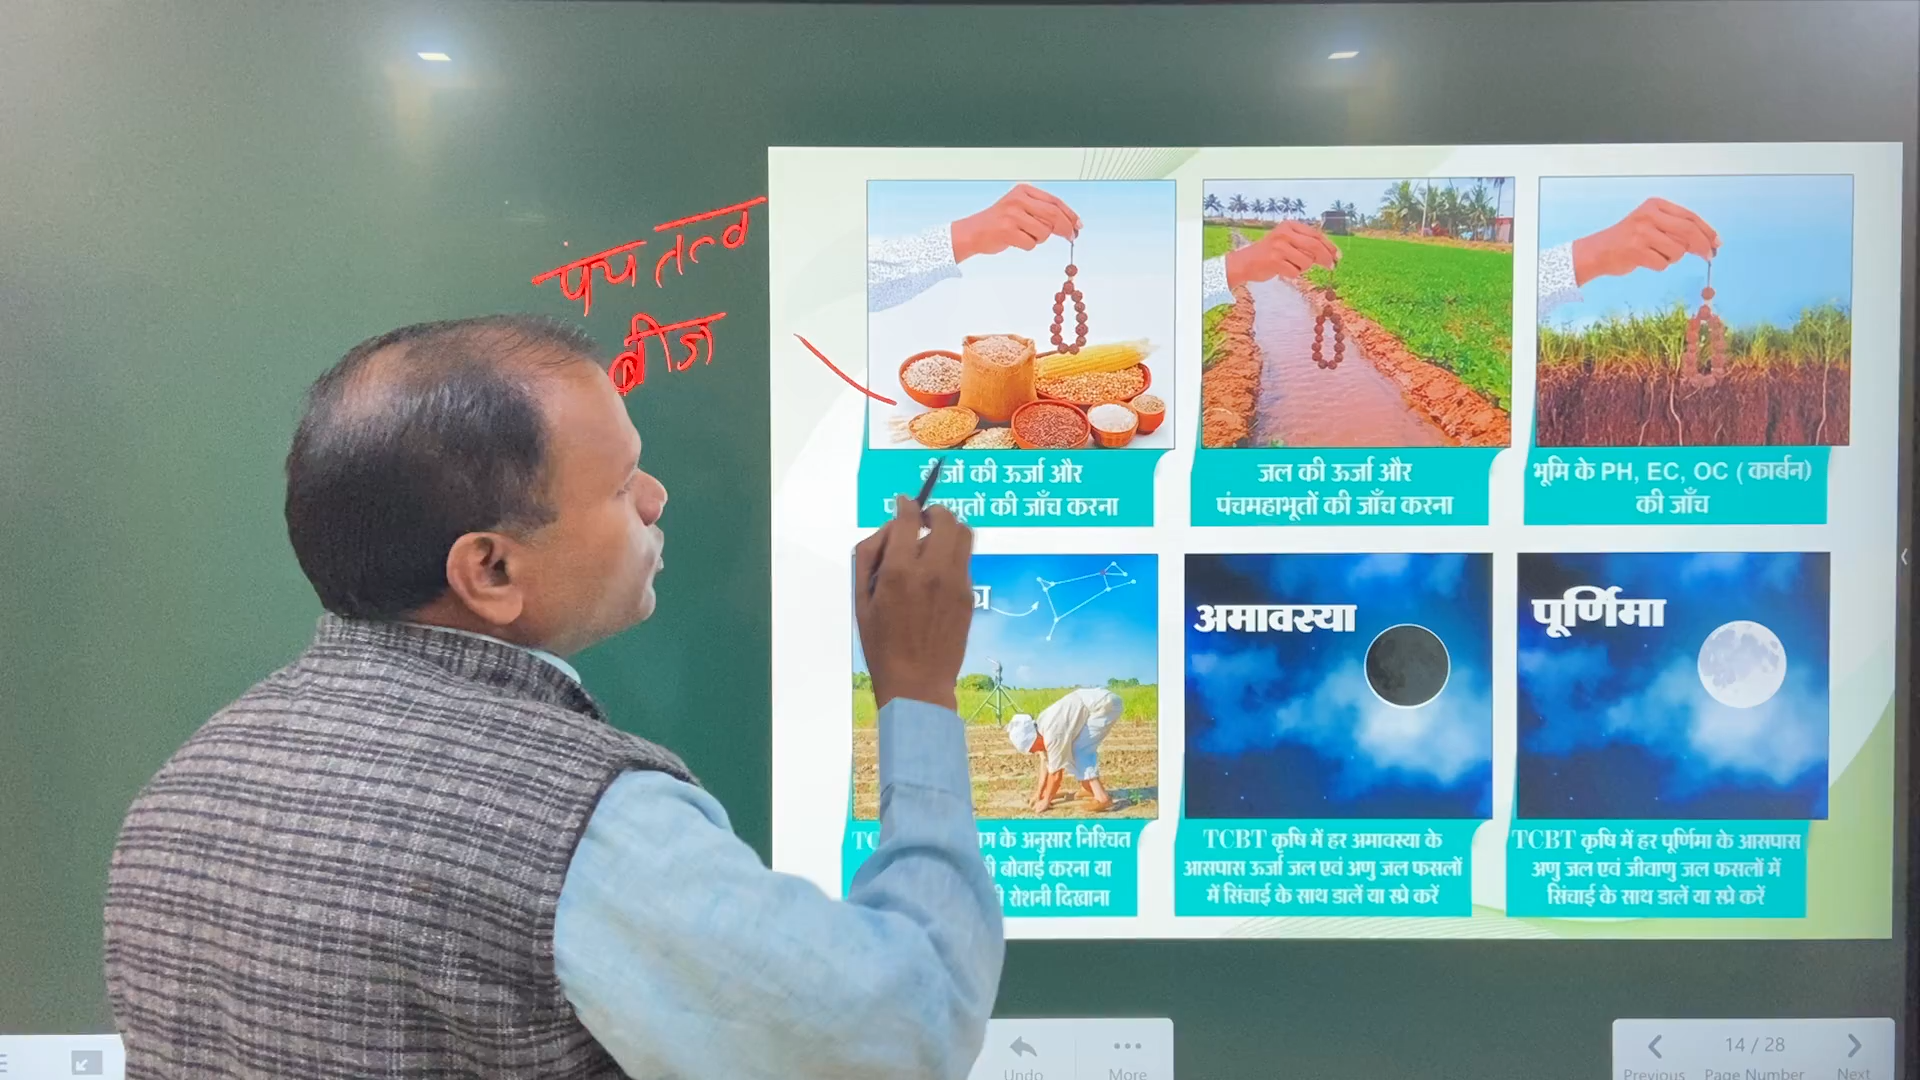 पंच तत्व
बीज
बीजों की ऊर्जा और
पंचमहाभूतों की जाँच करना
जल की ऊर्जा और
पंचमहाभूतों की जाँच करना
भूमि के PH, EC, OC ( कार्बन)
की जाँच
अमावस्या
पूर्णिमा
के अनुसार निश्चित
बोवाई करना या
रोशनी दिखाना
TCBT कृषि में हर अमावस्या के
आसपास ऊर्जा जल एवं अणु जल फसलों
में सिंचाई के साथ डालें या स्प्रे करें
TCBT कृषि में हर पूर्णिमा के आसपास
अणु जल एवं जीवाणु जल फसलों में
सिंचाई के साथ डालें या स्प्रे करें
Undo
More
14 / 28
Previous
Page Number
Next